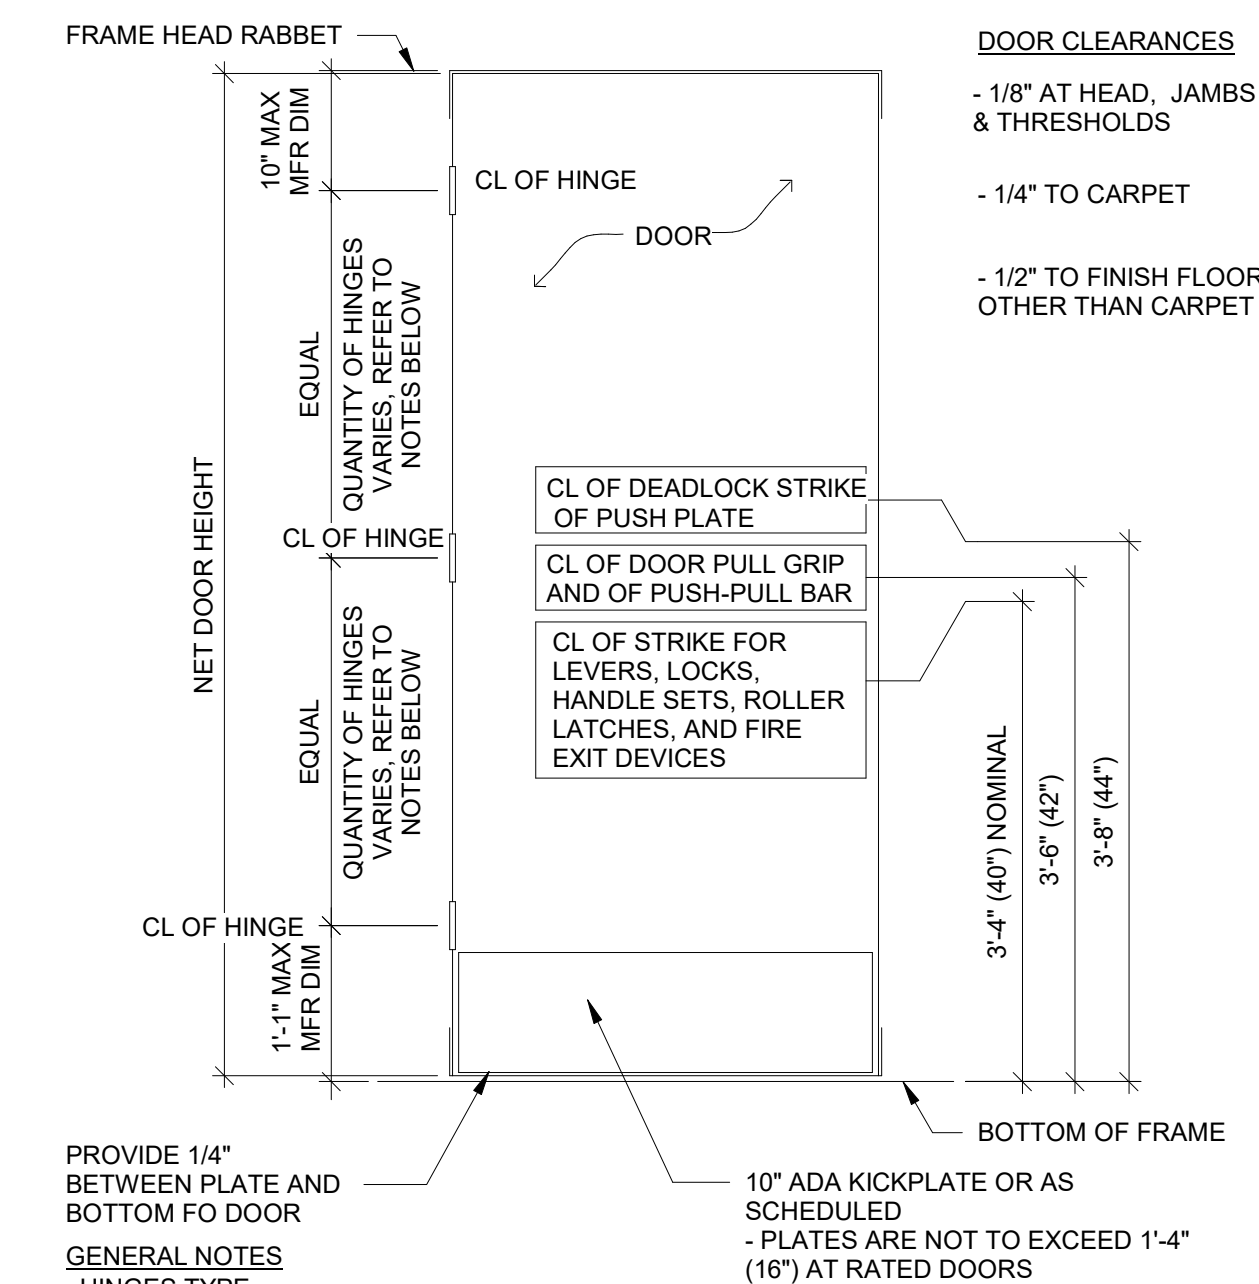 FRAME HEAD RABBET
DOOR CLEARANCES
- 1/8" AT HEAD, JAMBS
& THRESHOLDS
- 1/4" TO CARPET
- 1/2" TO FINISH FLOOR
OTHER THAN CARPET
10" MAX
MFR DIM
CL OF HINGE
DOOR
EQUAL
QUANTITY OF HINGES
VARIES, REFER TO
NOTES BELOW
NET DOOR HEIGHT
CL OF HINGE
CL OF DEADLOCK STRIKE
OF PUSH PLATE
CL OF DOOR PULL GRIP
AND OF PUSH-PULL BAR
CL OF STRIKE FOR
LEVERS, LOCKS,
HANDLE SETS, ROLLER
LATCHES, AND FIRE
EXIT DEVICES
EQUAL
QUANTITY OF HINGES
VARIES, REFER TO
NOTES BELOW
3'-4" (40") NOMINAL
3'-6" (42")
3'-8" (44")
CL OF HINGE
1'-1" MAX
MFR DIM
BOTTOM OF FRAME
PROVIDE 1/4"
BETWEEN PLATE AND
BOTTOM FO DOOR
10" ADA KICKPLATE OR AS
SCHEDULED
- PLATES ARE NOT TO EXCEED 1'-4"
(16") AT RATED DOORS
GENERAL NOTES
- HINGES TYPE